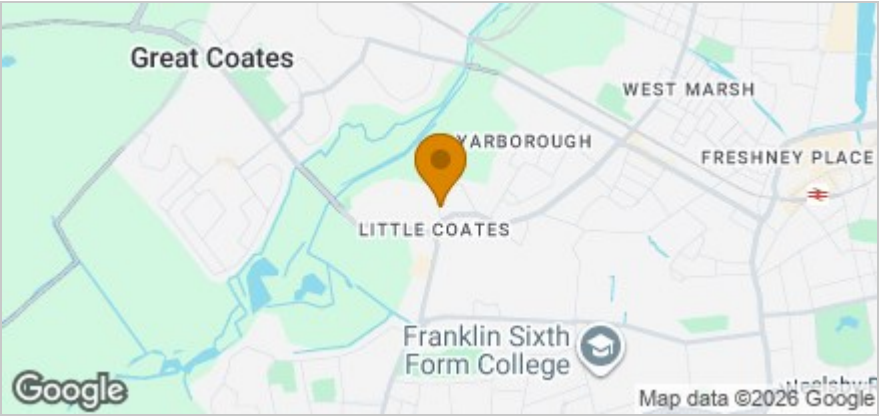 Great Coates
WEST MARSH
YARBOROUGH
FRESHNEY PLACE
LITTLE COATES
Franklin Sixth
Form College
Google
Map data ©2026 Google